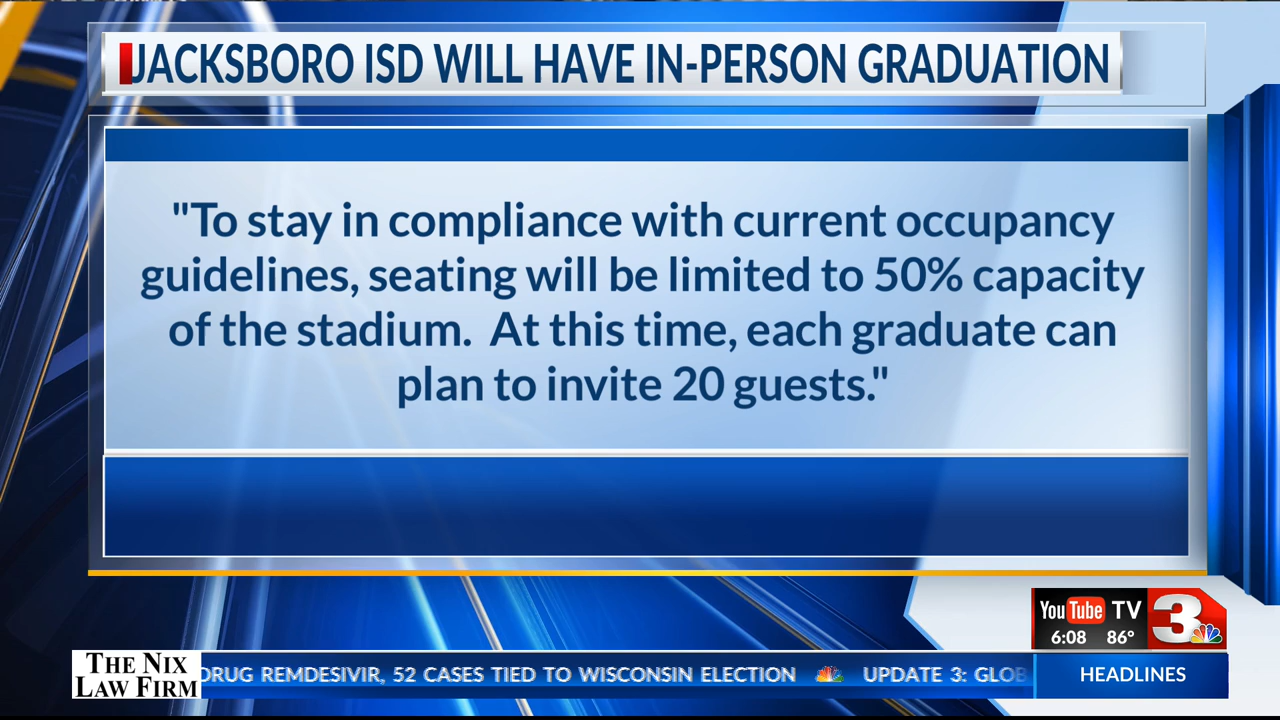 JACKSBORO ISD WILL HAVE IN-PERSON GRADUATION
"To stay in compliance with current occupancy
guidelines, seating will be limited to 50% capacity
of the stadium.  At this time, each graduate can
plan to invite 20 guests."
YouTube TV
6:08 86°
3
THE NIX
LAW FIRM
DRUG REMDESIVIR, 52 CASES TIED TO WISCONSIN ELECTION UPDATE 3: GLOB
HEADLINES